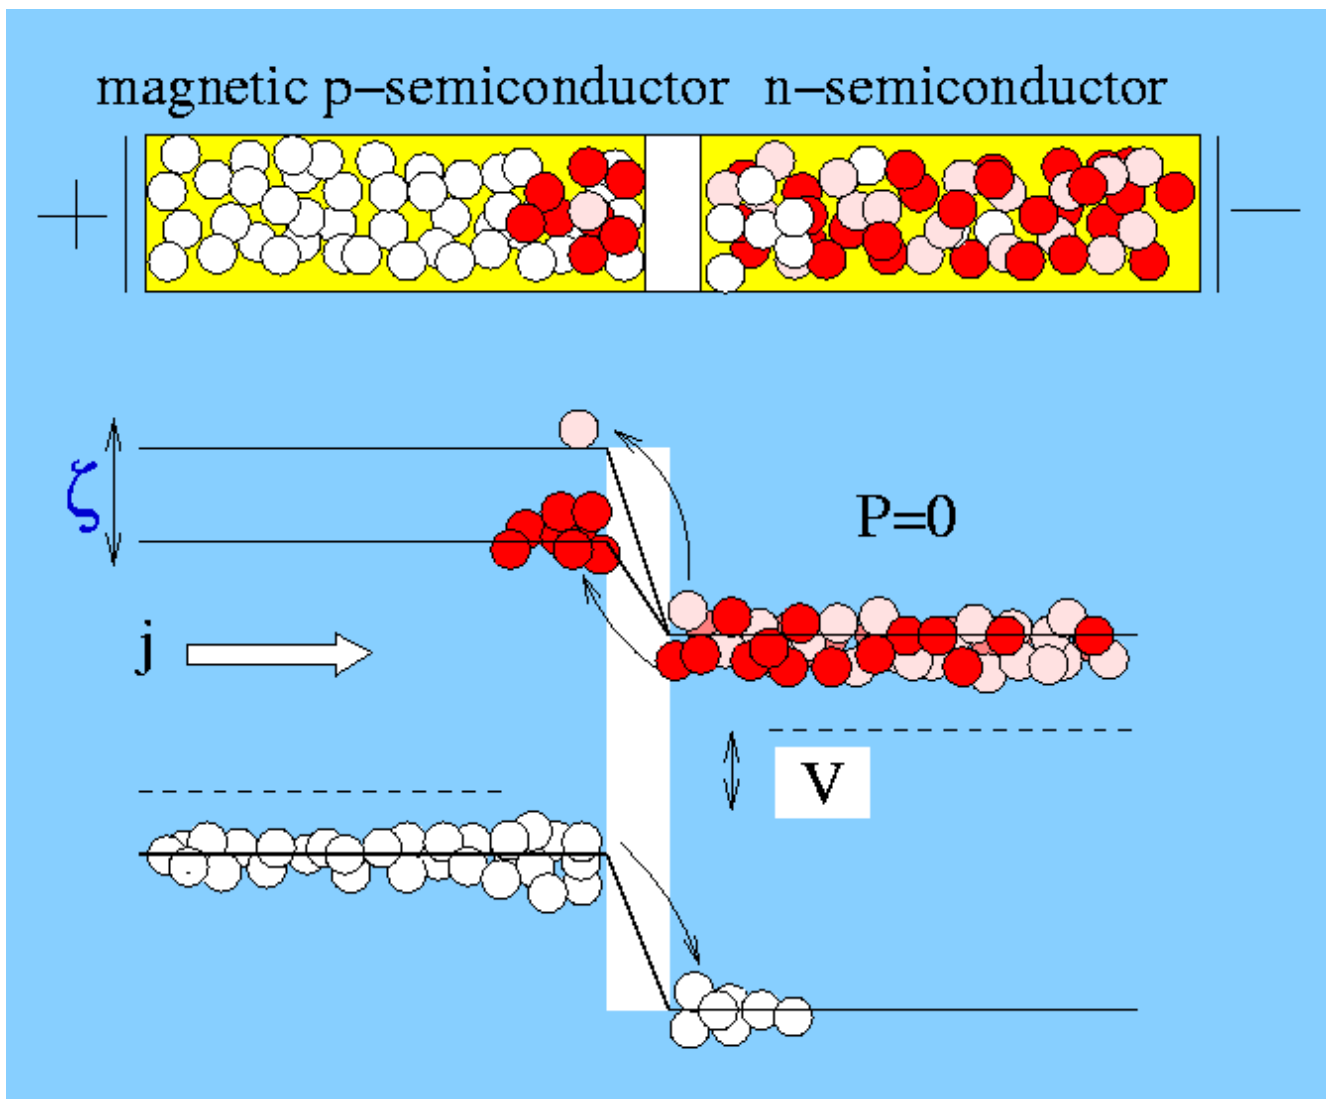 magnetic p-semiconductor n-semiconductor
+ −
ζ
P=0
j
V